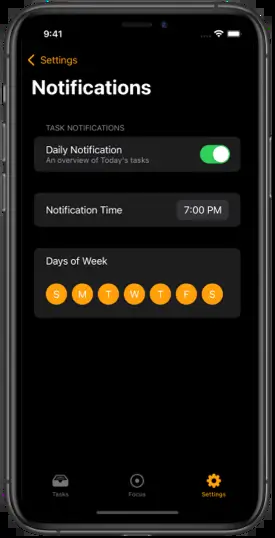 9:41
Settings
Notifications
TASK NOTIFICATIONS
Daily Notification
An overview of Today's tasks
Notification Time 7:00 PM
Days of Week
S M T W T F S
Tasks Focus Settings